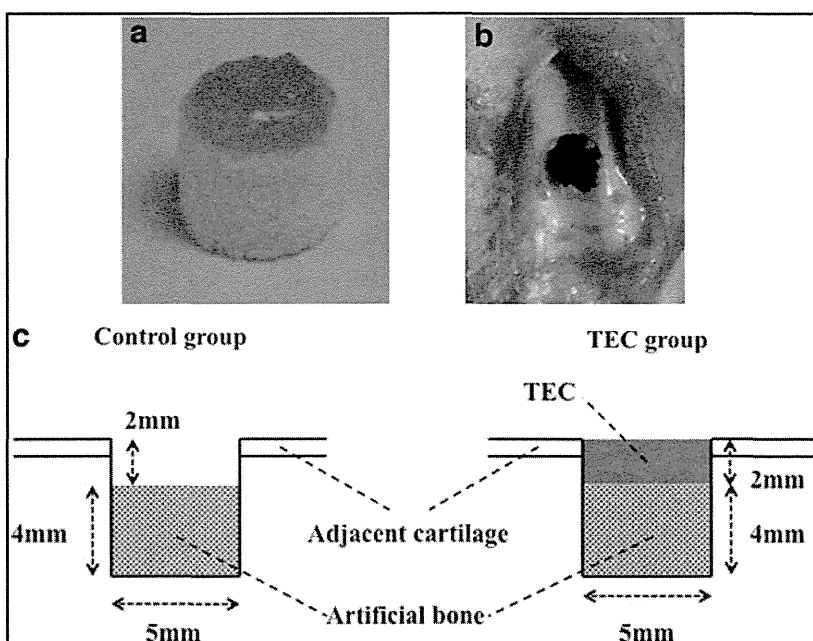 a
b
c
Control group
TEC group
TEC
2mm
2mm
4mm
Adjacent cartilage
4mm
Artificial bone
5mm
5mm